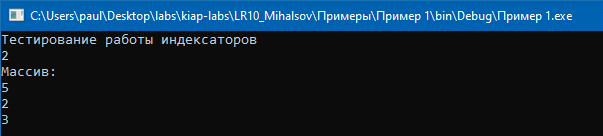 C:\Users\paul\Desktop\labs\kiap-labs\LR10_Mihalsov\Примеры\Пример 1\bin\Debug\Пример 1.exe
Тестирование работы индексаторов
2
Массив:
5
2
3